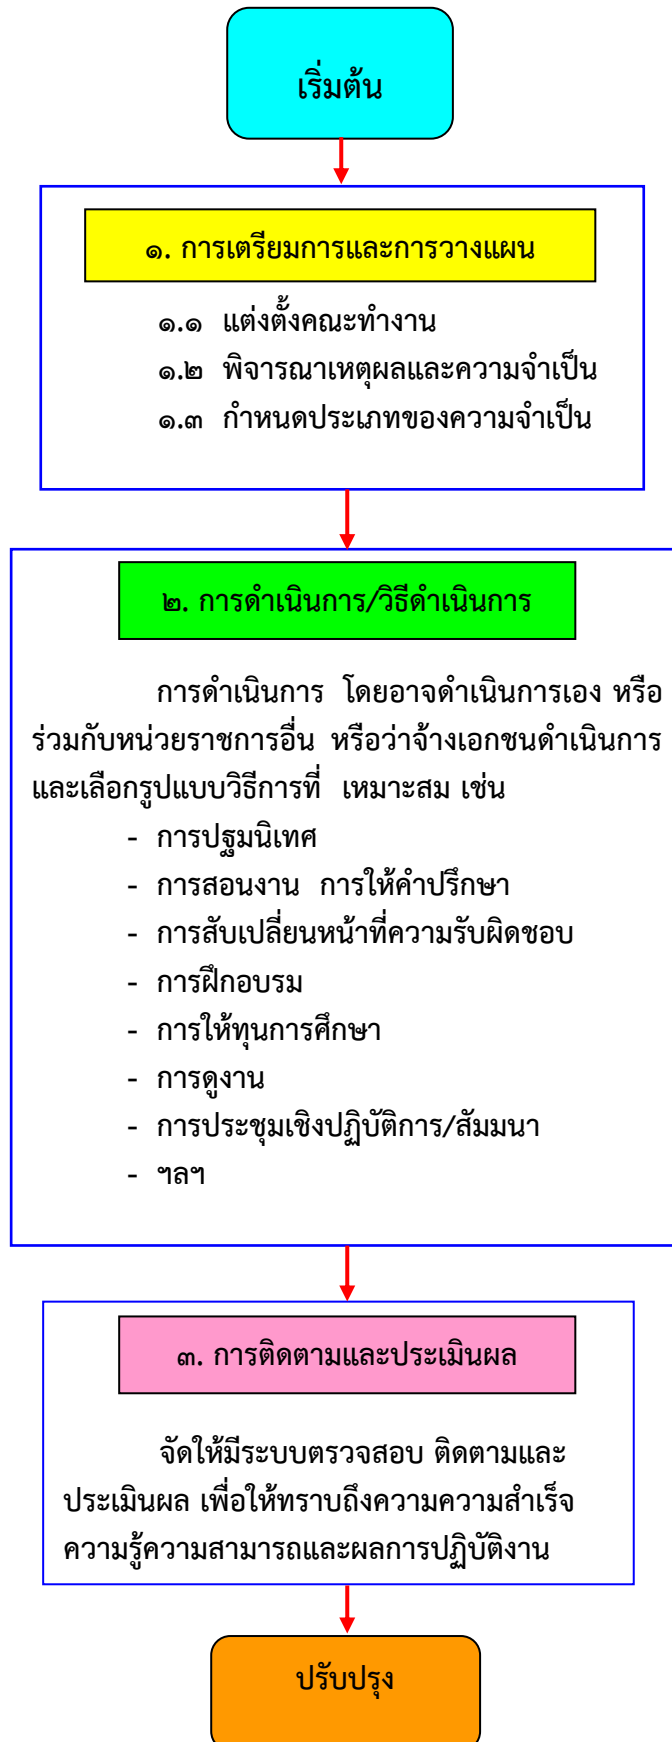 เริ่มต้น
๑. การเตรียมการและการวางแผน
๑.๑ แต่งตั้งคณะทำงาน
๑.๒ พิจารณาเหตุผลและความจำเป็น
๑.๓ กำหนดประเภทของความจำเป็น
๒. การดำเนินการ/วิธีดำเนินการ
การดำเนินการ โดยอาจดำเนินการเอง หรือ
ร่วมกับหน่วยราชการอื่น หรือว่าจ้างเอกชนดำเนินการ
และเลือกรูปแบบวิธีการที่ เหมาะสม เช่น
- การปฐมนิเทศ
- การสอนงาน การให้คำปรึกษา
- การสับเปลี่ยนหน้าที่ความรับผิดชอบ
- การฝึกอบรม
- การให้ทุนการศึกษา
- การดูงาน
- การประชุมเชิงปฏิบัติการ/สัมมนา
- ฯลฯ
๓. การติดตามและประเมินผล
จัดให้มีระบบตรวจสอบ ติดตามและ
ประเมินผล เพื่อให้ทราบถึงความความสำเร็จ
ความรู้ความสามารถและผลการปฏิบัติงาน
ปรับปรุง